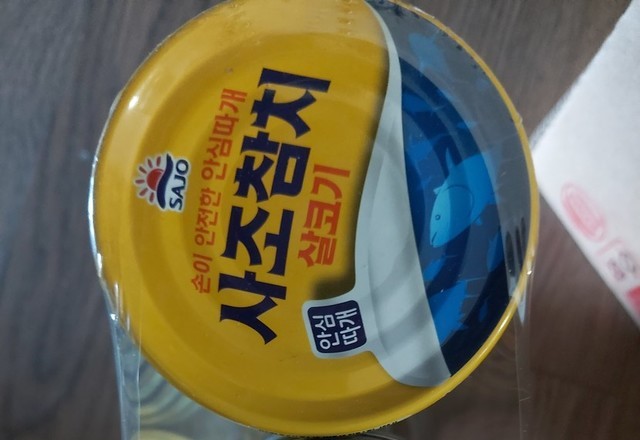 SAJO
손이 안전한 안심따개
사조참치
살코기
안심
따개